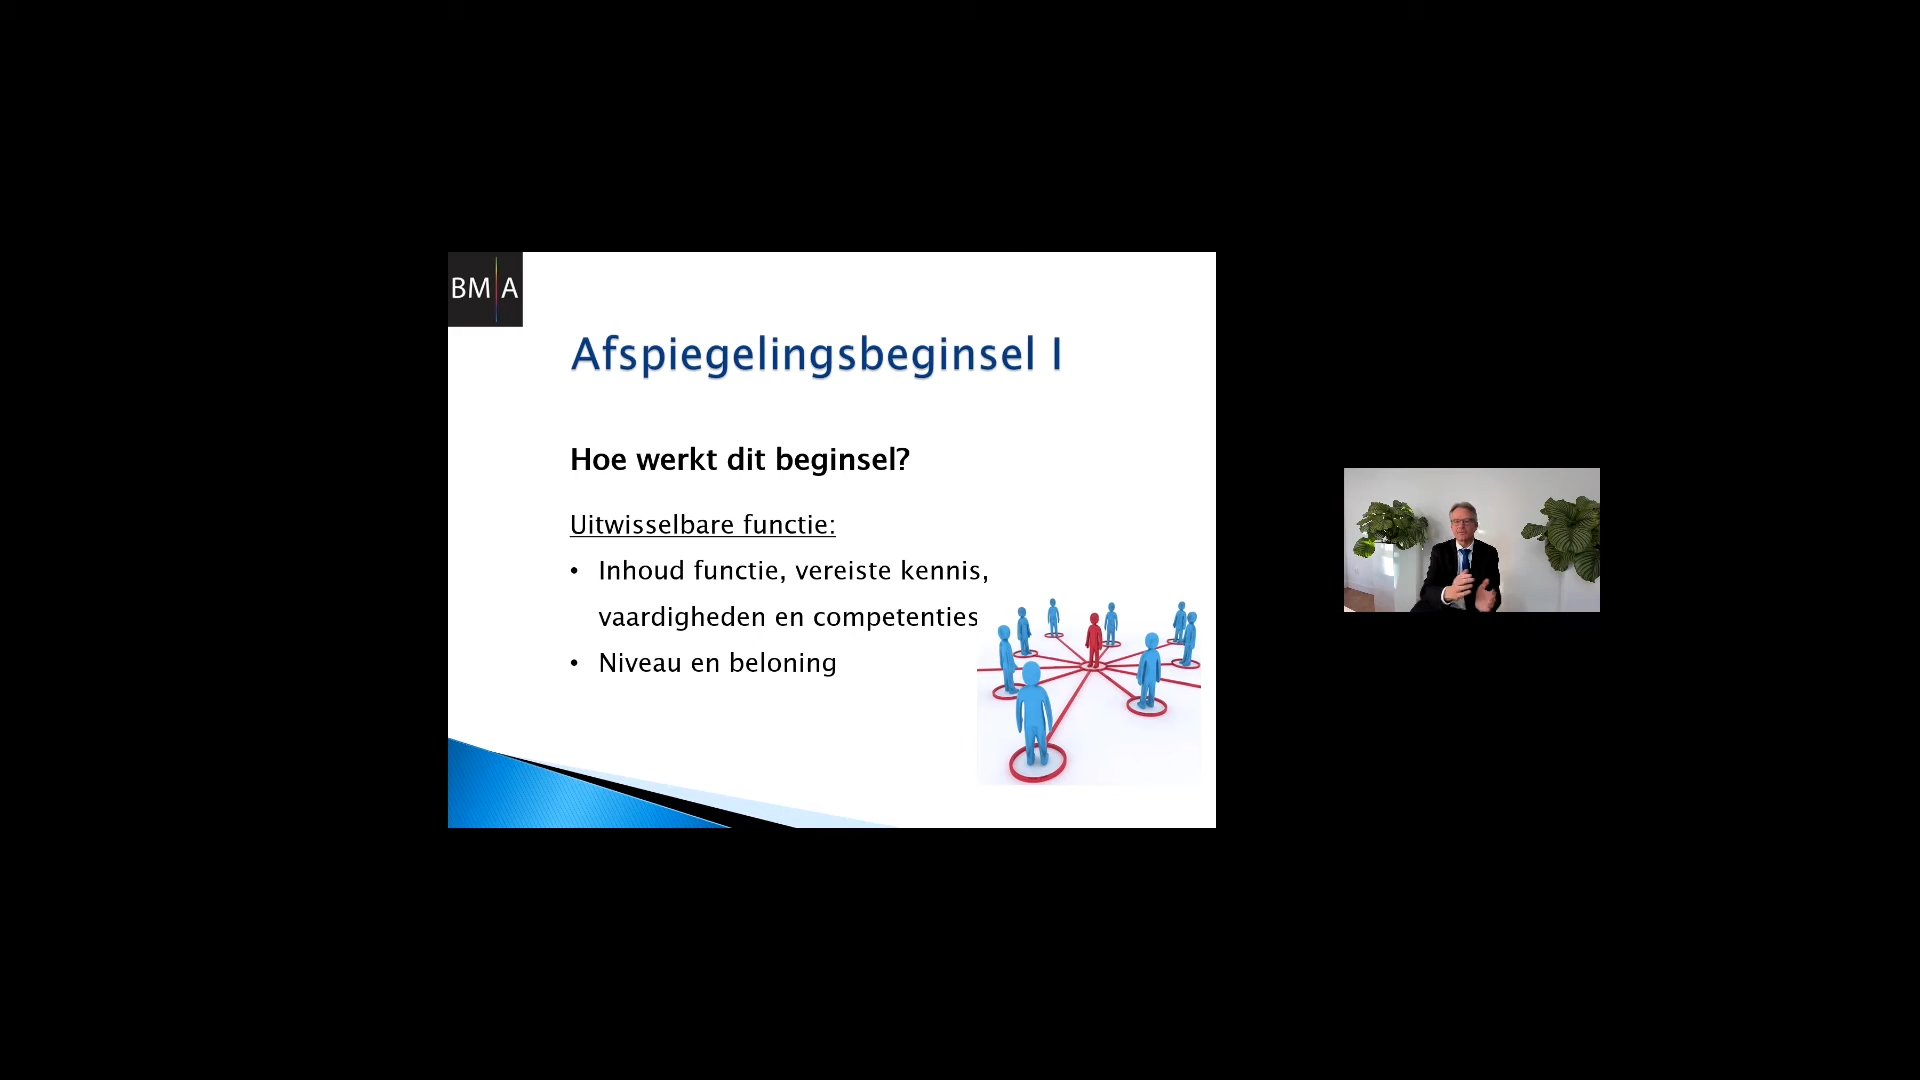 BM|A
Afspiegelingsbeginsel I
Hoe werkt dit beginsel?
Uitwisselbare functie:
• Inhoud functie, vereiste kennis,
vaardigheden en competenties
• Niveau en beloning